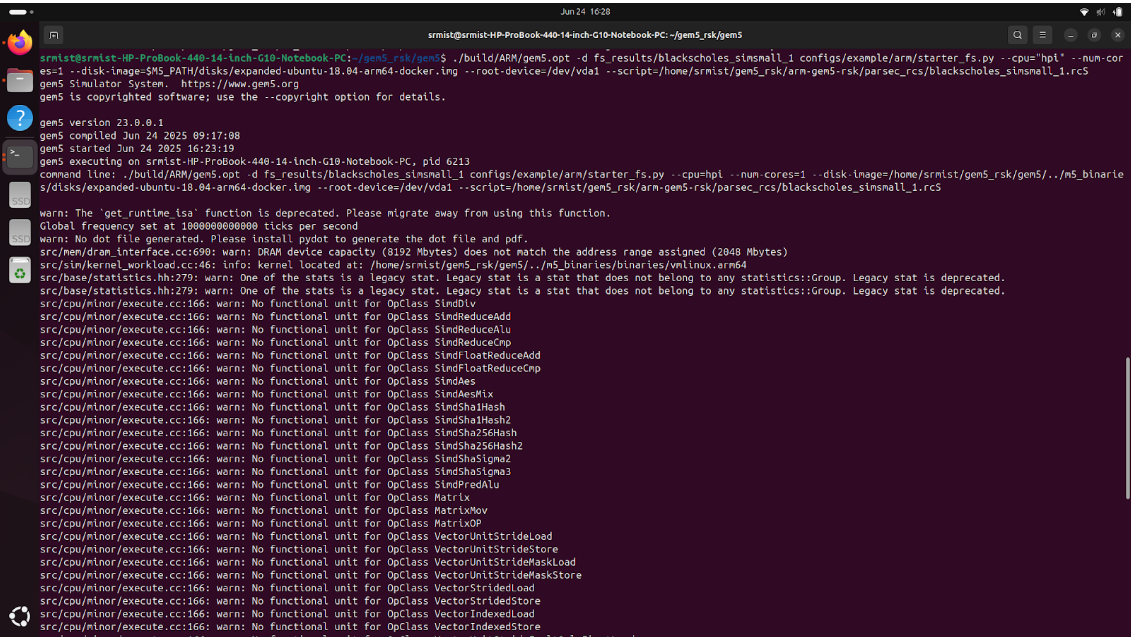 Jun 24 16:28
srmist@srmist-HP-ProBook-440-14-inch-G10-Notebook-PC: ~/gem5_rsk/gem5
srmist@srmist-HP-ProBook-440-14-inch-G10-Notebook-PC:~/gem5_rsk/gem5$ ./build/ARM/gem5.opt -d fs_results/blackscholes_simsmall_1 configs/example/arm/starter_fs.py --cpu="hpi" --num-cor
es=1 --disk-image=$M5_PATH/disks/expanded-ubuntu-18.04-arm64-docker.img --root-device=/dev/vda1 --script=/home/srmist/gem5_rsk/arm-gem5-rsk/parsec_rcs/blackscholes_simsmall_1.rcS
gem5 Simulator System.  https://www.gem5.org
gem5 is copyrighted software; use the --copyright option for details.
gem5 version 23.0.0.1
gem5 compiled Jun 24 2025 09:17:08
gem5 started Jun 24 2025 16:23:19
gem5 executing on srmist-HP-ProBook-440-14-inch-G10-Notebook-PC, pid 6213
command line: ./build/ARM/gem5.opt -d fs_results/blackscholes_simsmall_1 configs/example/arm/starter_fs.py --cpu=hpi --num-cores=1 --disk-image=/home/srmist/gem5_rsk/gem5/../m5_binarie
s/disks/expanded-ubuntu-18.04-arm64-docker.img --root-device=/dev/vda1 --script=/home/srmist/gem5_rsk/arm-gem5-rsk/parsec_rcs/blackscholes_simsmall_1.rcS
warn: The `get_runtime_isa` function is deprecated. Please migrate away from using this function.
Global frequency set at 1000000000000 ticks per second
warn: No dot file generated. Please install pydot to generate the dot file and pdf.
src/mem/dram_interface.cc:690: warn: DRAM device capacity (8192 Mbytes) does not match the address range assigned (2048 Mbytes)
src/sim/kernel_workload.cc:46: info: kernel located at: /home/srmist/gem5_rsk/gem5/../m5_binaries/binaries/vmlinux.arm64
src/base/statistics.hh:279: warn: One of the stats is a legacy stat. Legacy stat is a stat that does not belong to any statistics::Group. Legacy stat is deprecated.
src/base/statistics.hh:279: warn: One of the stats is a legacy stat. Legacy stat is a stat that does not belong to any statistics::Group. Legacy stat is deprecated.
src/cpu/minor/execute.cc:166: warn: No functional unit for OpClass SimdDiv
src/cpu/minor/execute.cc:166: warn: No functional unit for OpClass SimdReduceAdd
src/cpu/minor/execute.cc:166: warn: No functional unit for OpClass SimdReduceAlu
src/cpu/minor/execute.cc:166: warn: No functional unit for OpClass SimdReduceCmp
src/cpu/minor/execute.cc:166: warn: No functional unit for OpClass SimdFloatReduceAdd
src/cpu/minor/execute.cc:166: warn: No functional unit for OpClass SimdFloatReduceCmp
src/cpu/minor/execute.cc:166: warn: No functional unit for OpClass SimdAes
src/cpu/minor/execute.cc:166: warn: No functional unit for OpClass SimdAesMix
src/cpu/minor/execute.cc:166: warn: No functional unit for OpClass SimdSha1Hash
src/cpu/minor/execute.cc:166: warn: No functional unit for OpClass SimdSha1Hash2
src/cpu/minor/execute.cc:166: warn: No functional unit for OpClass SimdSha256Hash
src/cpu/minor/execute.cc:166: warn: No functional unit for OpClass SimdSha256Hash2
src/cpu/minor/execute.cc:166: warn: No functional unit for OpClass SimdShaSigma2
src/cpu/minor/execute.cc:166: warn: No functional unit for OpClass SimdShaSigma3
src/cpu/minor/execute.cc:166: warn: No functional unit for OpClass SimdPredAlu
src/cpu/minor/execute.cc:166: warn: No functional unit for OpClass Matrix
src/cpu/minor/execute.cc:166: warn: No functional unit for OpClass MatrixMov
src/cpu/minor/execute.cc:166: warn: No functional unit for OpClass MatrixOP
src/cpu/minor/execute.cc:166: warn: No functional unit for OpClass VectorUnitStrideLoad
src/cpu/minor/execute.cc:166: warn: No functional unit for OpClass VectorUnitStrideStore
src/cpu/minor/execute.cc:166: warn: No functional unit for OpClass VectorUnitStrideMaskLoad
src/cpu/minor/execute.cc:166: warn: No functional unit for OpClass VectorUnitStrideMaskStore
src/cpu/minor/execute.cc:166: warn: No functional unit for OpClass VectorStridedLoad
src/cpu/minor/execute.cc:166: warn: No functional unit for OpClass VectorStridedStore
src/cpu/minor/execute.cc:166: warn: No functional unit for OpClass VectorIndexedLoad
src/cpu/minor/execute.cc:166: warn: No functional unit for OpClass VectorIndexedStore
SSD
SSD